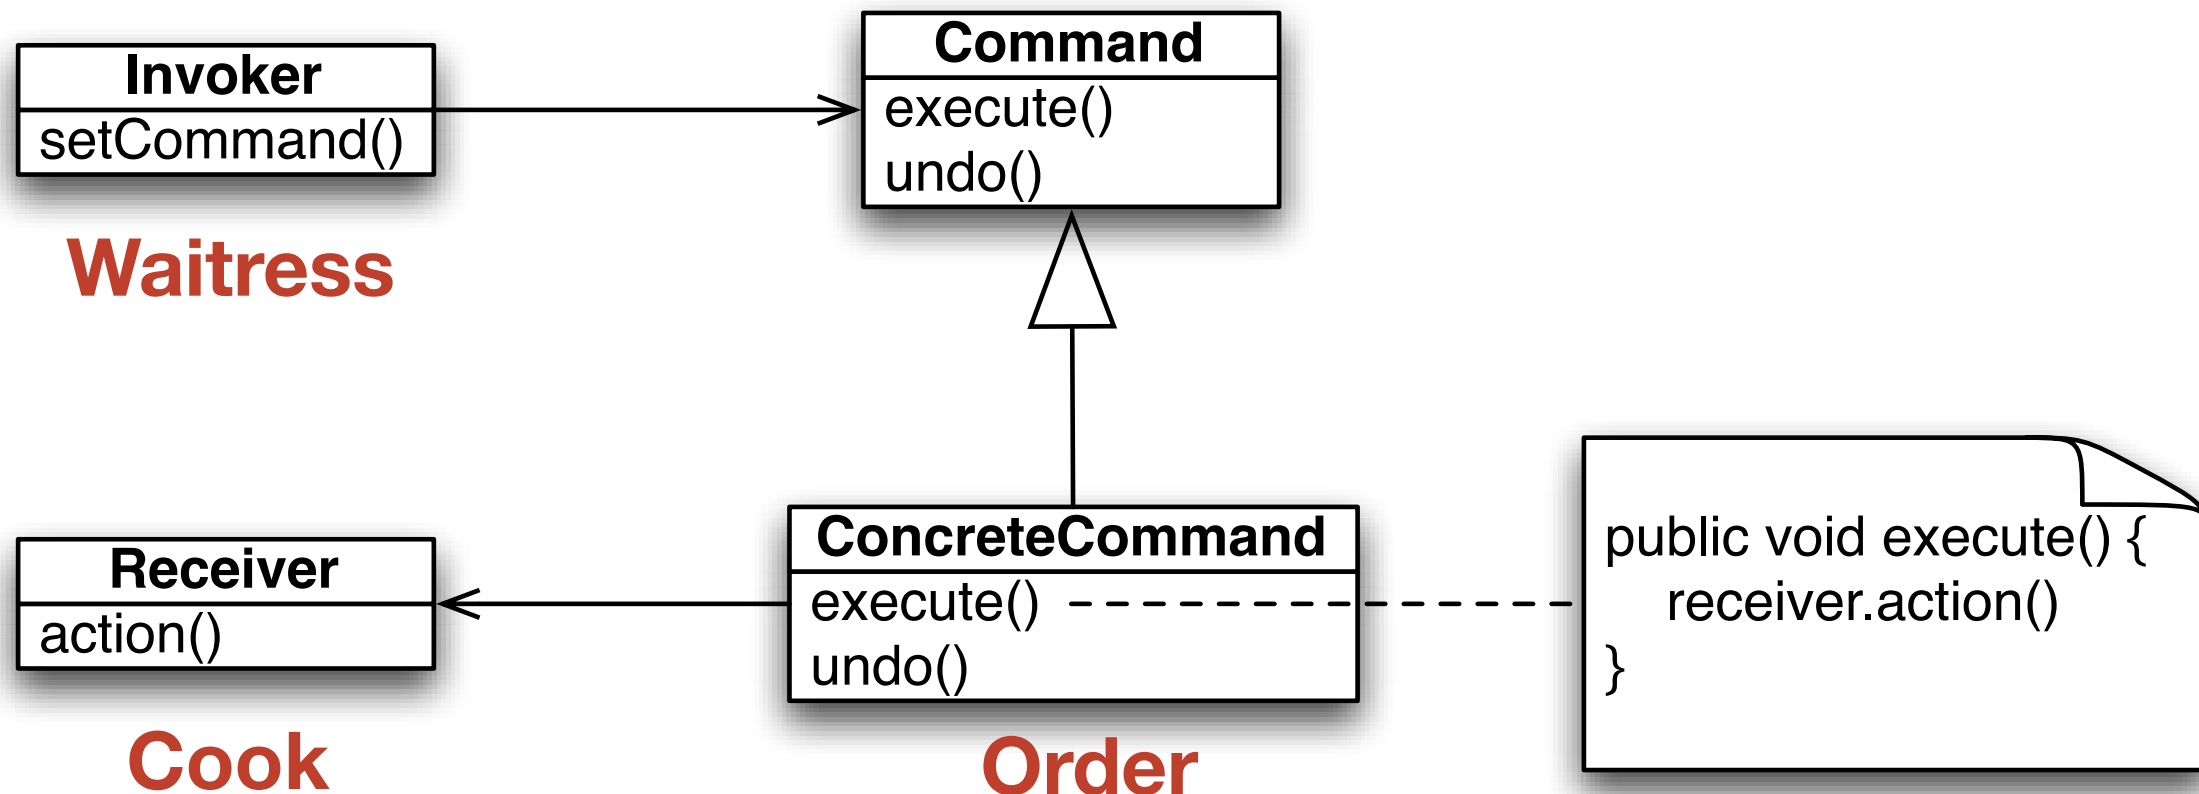 Invoker
setCommand()
Waitress
Command
execute()
undo()
Receiver
action()
Cook
ConcreteCommand
execute()
undo()
Order
public void execute() {
receiver.action()
}